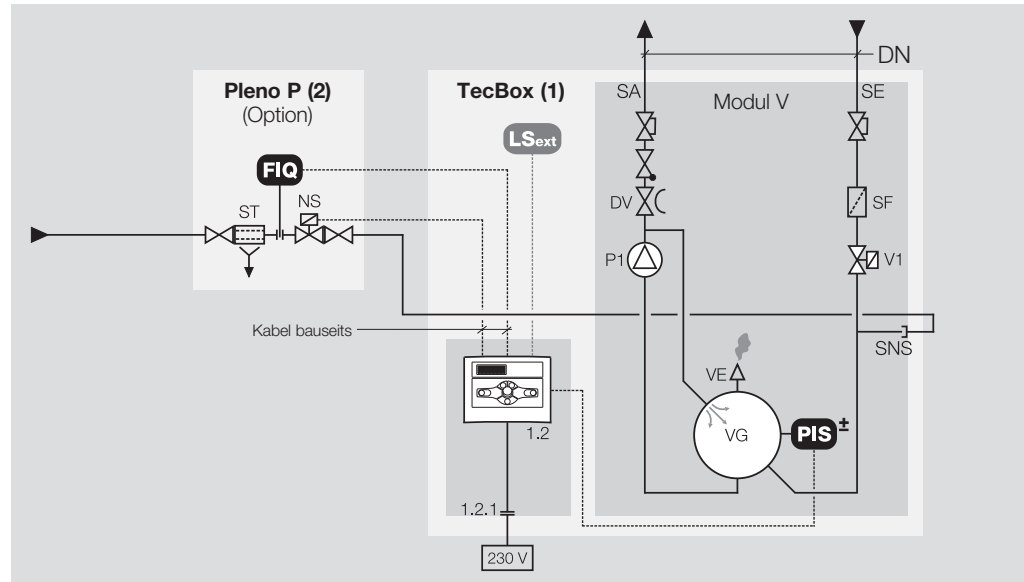 DN
Pleno P (2)
(Option)
TecBox (1)
SA
Modul V
SE
LSext
FIQ
ST
NS
DV
SF
P1
V1
Kabel bauseits
SNS
VE
VG
PIS ±
1.2
1.2.1
230 V